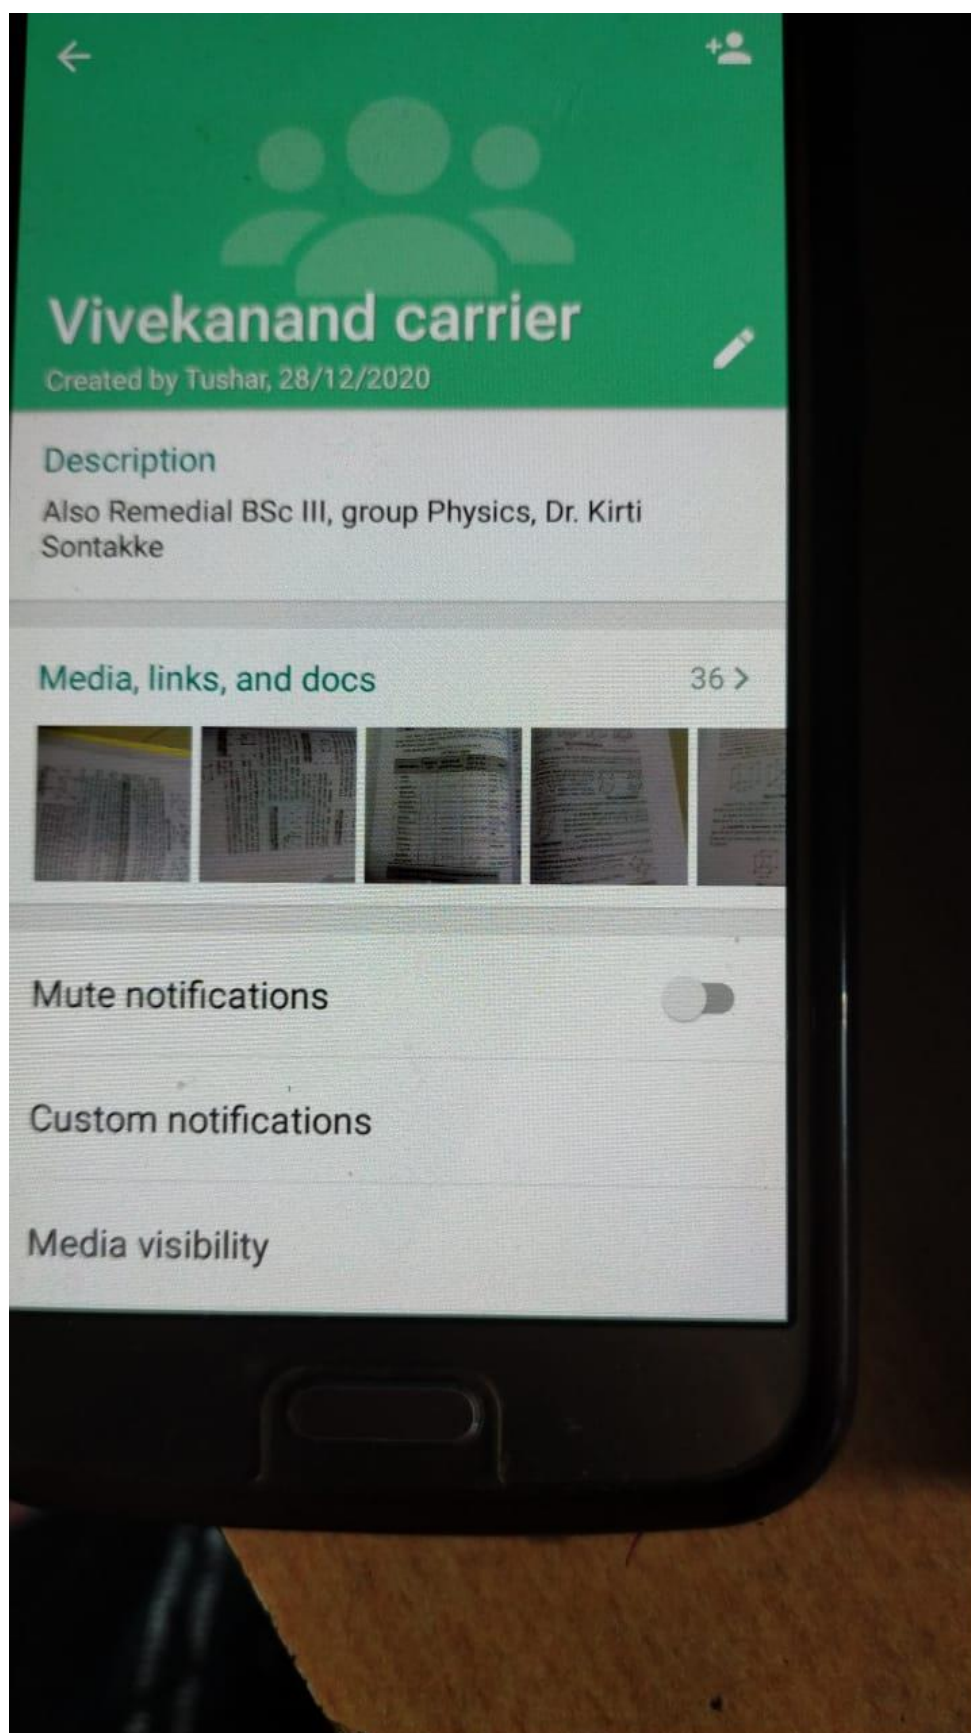 Vivekanand carrier
Created by Tushar, 28/12/2020
Description
Also Remedial BSc III, group Physics, Dr. Kirti
Sontakke
Media, links, and docs 36 >
Mute notifications
Custom notifications
Media visibility